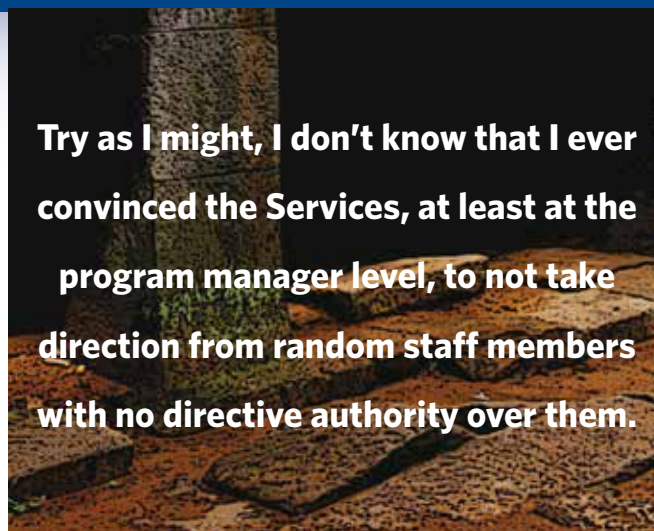 Try as I might, I don’t know that I ever
convinced the Services, at least at the
program manager level, to not take
direction from random staff members
with no directive authority over them.